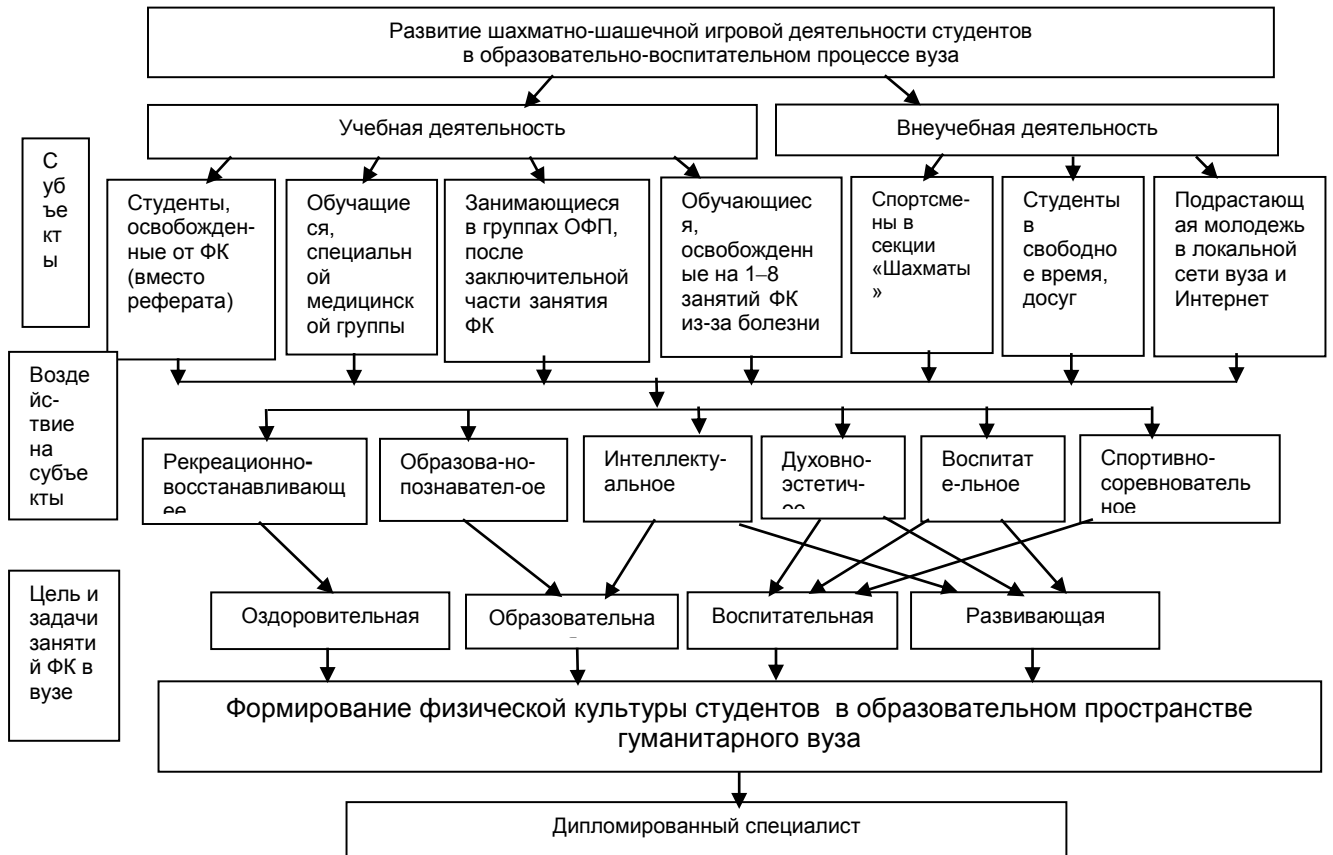 Развитие шахматно-шашечной игровой деятельности студентов
в образовательно-воспитательном процессе вуза
Учебная деятельность
Внеучебная деятельность
С
убъ
е
кт
ы
Студенты,
освобожден-
ные от ФК
(вместо
реферата)
Обучащие
ся,
специальн
ой
медицинск
ой группы
Занимающиеся
в группах ОФП,
после
заключительной
части занятия
ФК
Обучающиес
я,
освобожденн
ые на 1–8
занятий ФК
из-за болезни
Спортсме-
ны в
секции
«Шахматы
»
Студенты
в
свободно
е время,
досуг
Подрастающ
ая молодежь
в локальной
сети вуза и
Интернет
Возде
йс-
твие
на
субъе
кты
Рекреационно-
восстанавливающ
ее
Образова-но-
познавател-ое
Интеллекту-
альное
Духовно-
эстетич-
ое
Воспитат
е-льное
Спортивно-
соревнователь
ное
Цель и
задачи
заняти
й ФК в
вузе
Оздоровительная
Образовательна
Воспитательная
Развивающая
Формирование физической культуры студентов в образовательном пространстве
гуманитарного вуза
Дипломированный специалист